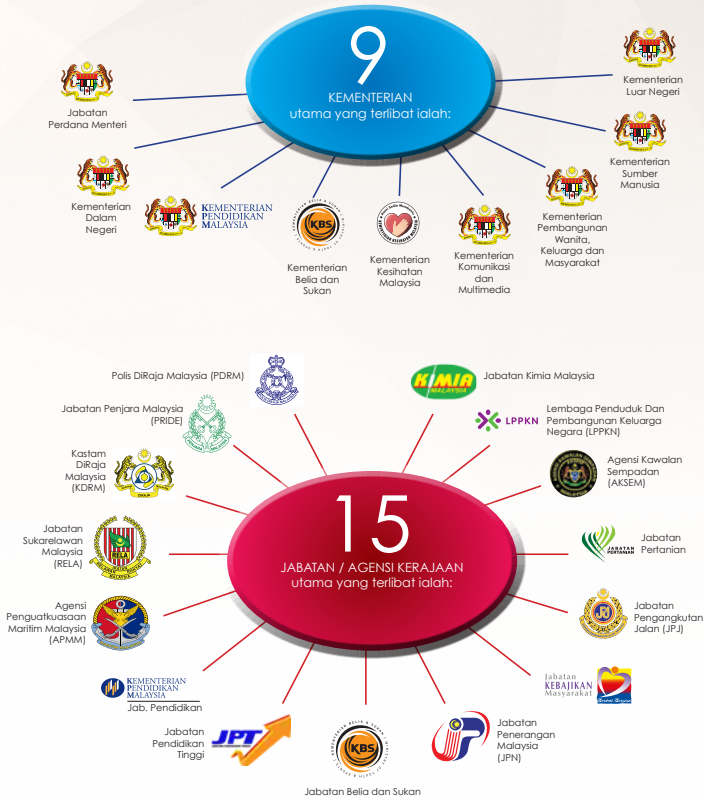 9
KEMENTERIAN
utama yang terlibat ialah:
Jabatan
Perdana Menteri
Kementerian
Dalam
Negeri
KEMENTERIAN
PENDIDIKAN
MALAYSIA
KBS
Kementerian
Belia dan
Sukan
Kementerian
Kesihatan
Malaysia
Kementerian
Komunikasi
dan
Multimedia
Kementerian
Pembangunan
Wanita,
Keluarga dan
Masyarakat
Kementerian
Sumber
Manusia
Kementerian
Luar Negeri
15
JABATAN / AGENSI KERAJAAN
utama yang terlibat ialah:
Polis DiRaja Malaysia (PDRM)
Jabatan Penjara Malaysia
(PRIDE)
Kastam
DiRaja
Malaysia
(KDRM)
Jabatan
Sukarelawan
Malaysia
(RELA)
RELA
Agensi
Penguatkuasaan
Maritim Malaysia
(APMM)
KEMENTERIAN
PENDIDIKAN
MALAYSIA
Jab. Pendidikan
Jabatan
Pendidikan
Tinggi
JPT
KBS
Jabatan Belia dan Sukan
Jabatan
Penerangan
Malaysia
(JPN)
Jabatan
KEBAJIKAN
Masyarakat
Jabatan
Pengangkutan
Jalan (JPJ)
JABATAN
PERTANIAN
Jabatan
Pertanian
Agensi Kawalan
Sempadan
(AKSEM)
LPPKN
Lembaga Penduduk Dan
Pembangunan Keluarga
Negara (LPPKN)
KIMIA
MALAYSIA
Jabatan Kimia Malaysia